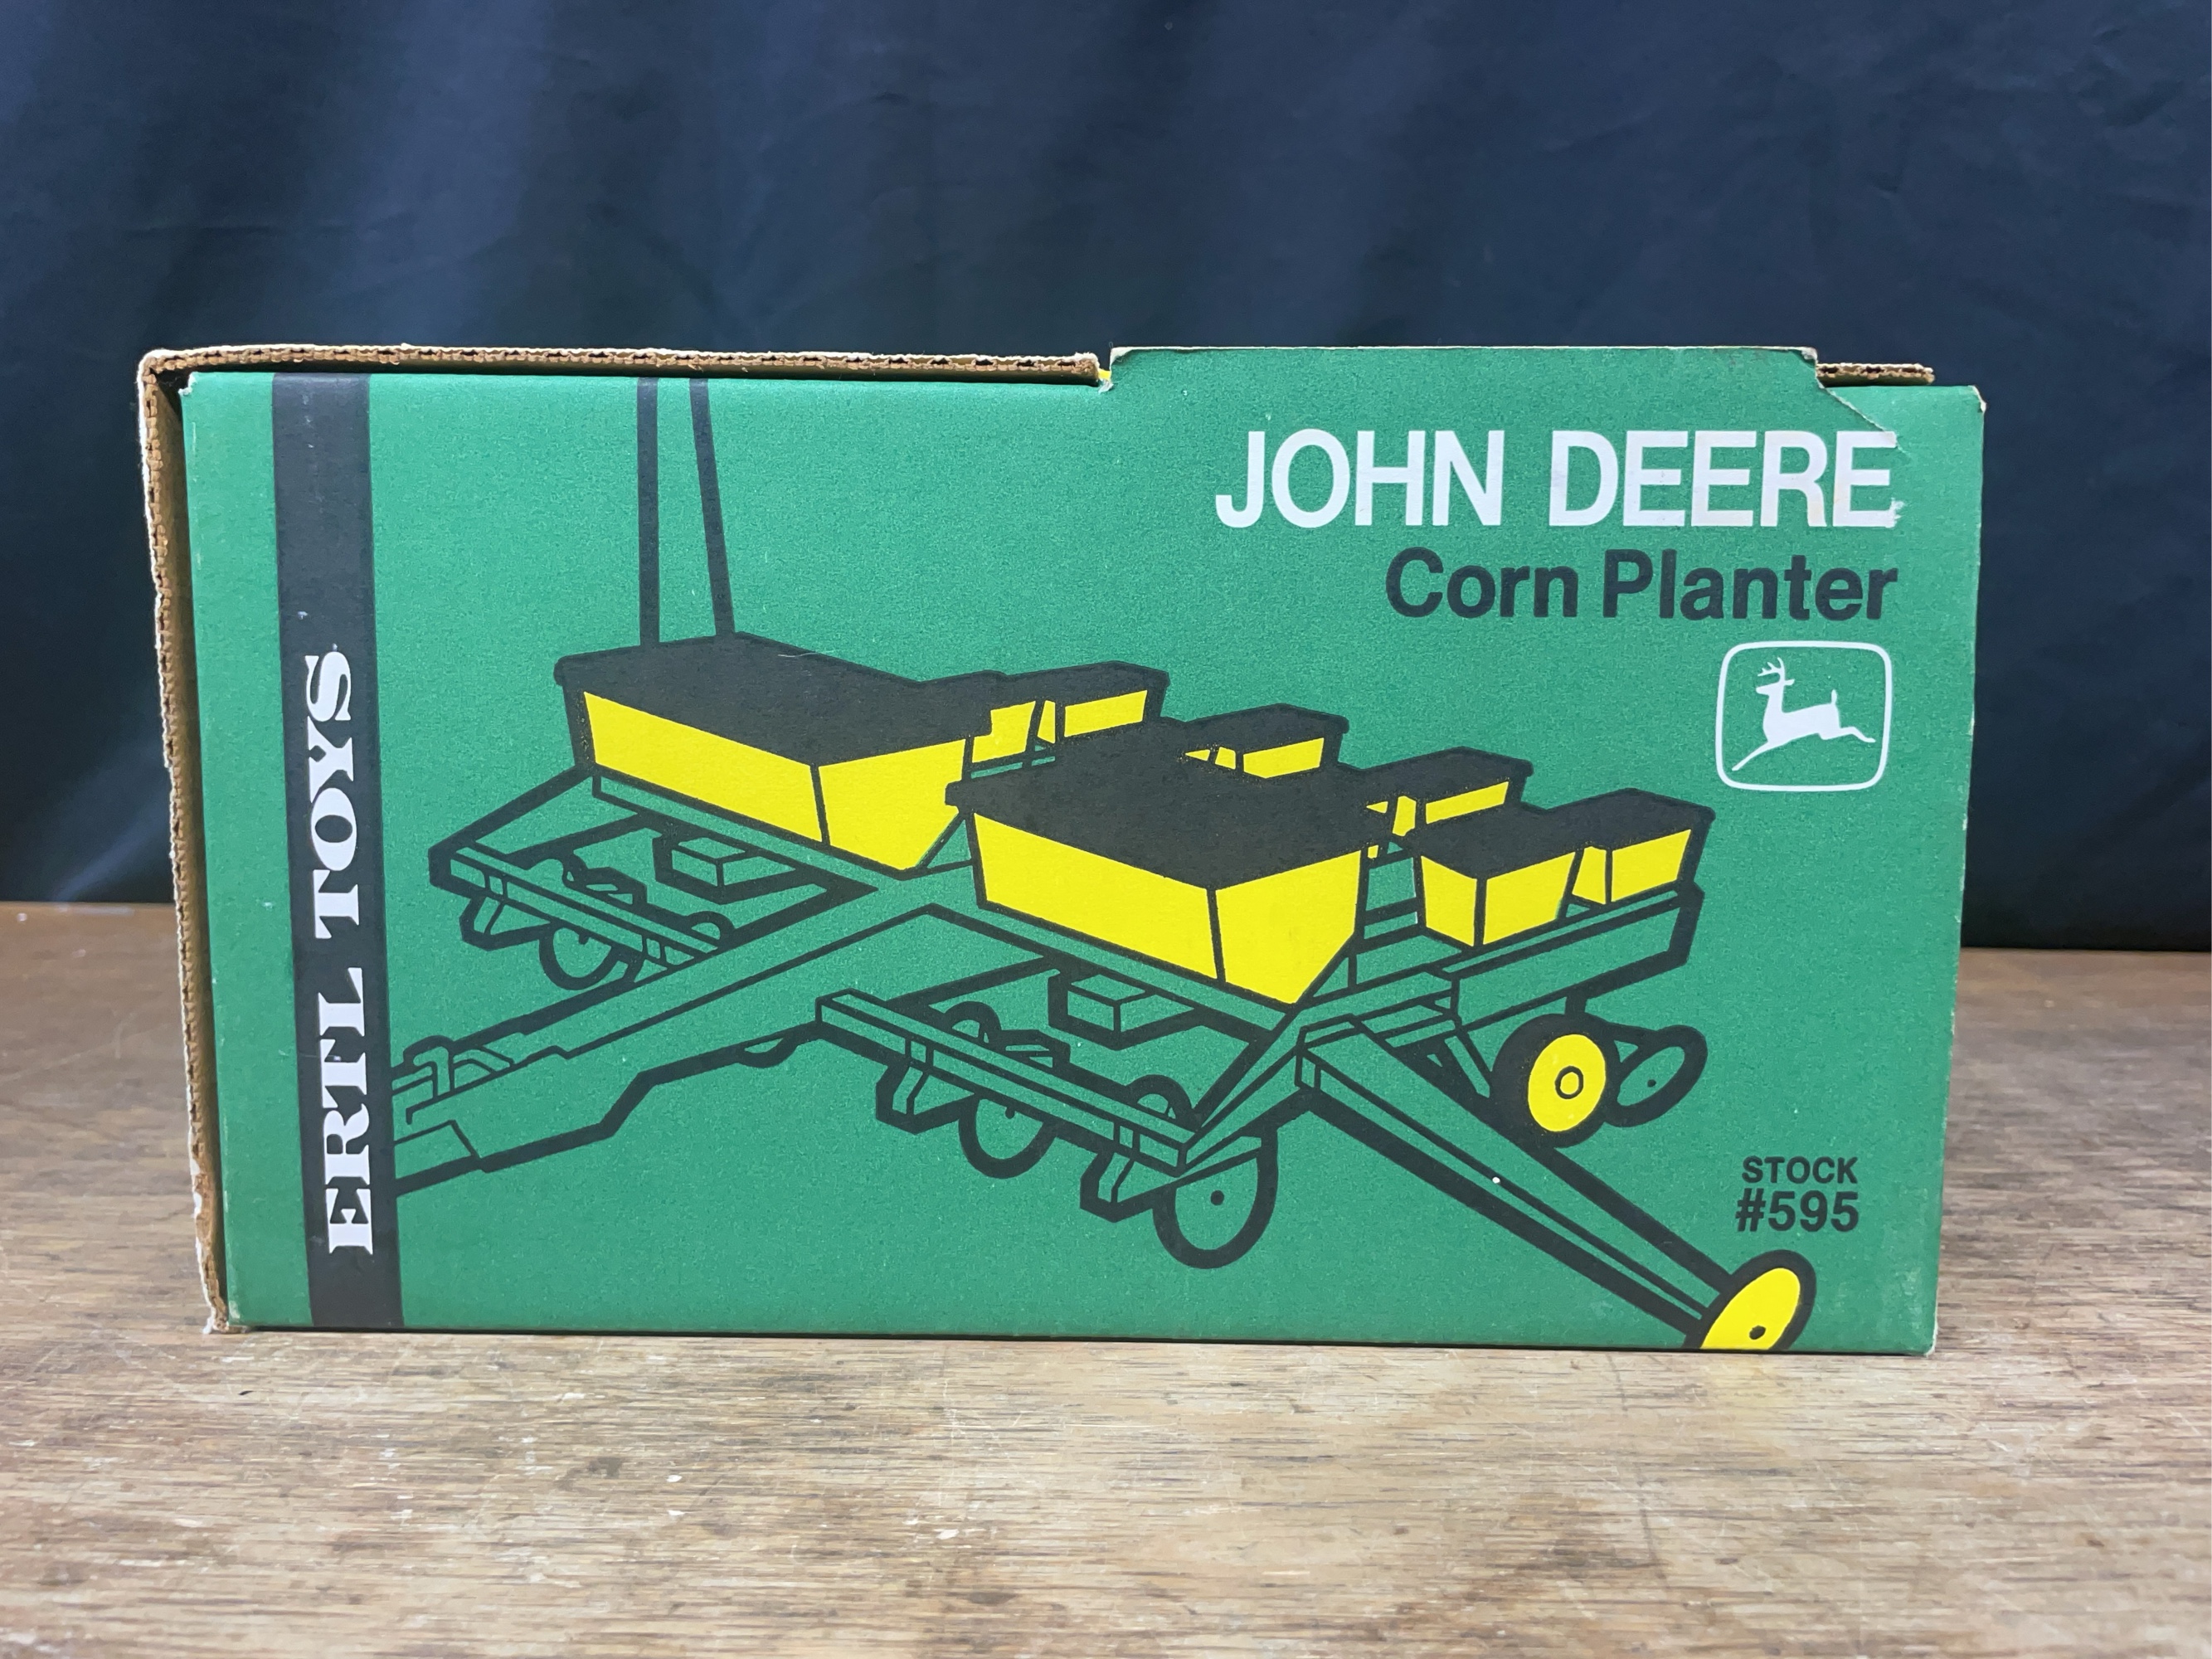 JOHN DEERE
Corn Planter
ERTL TOYS
STOCK
#595